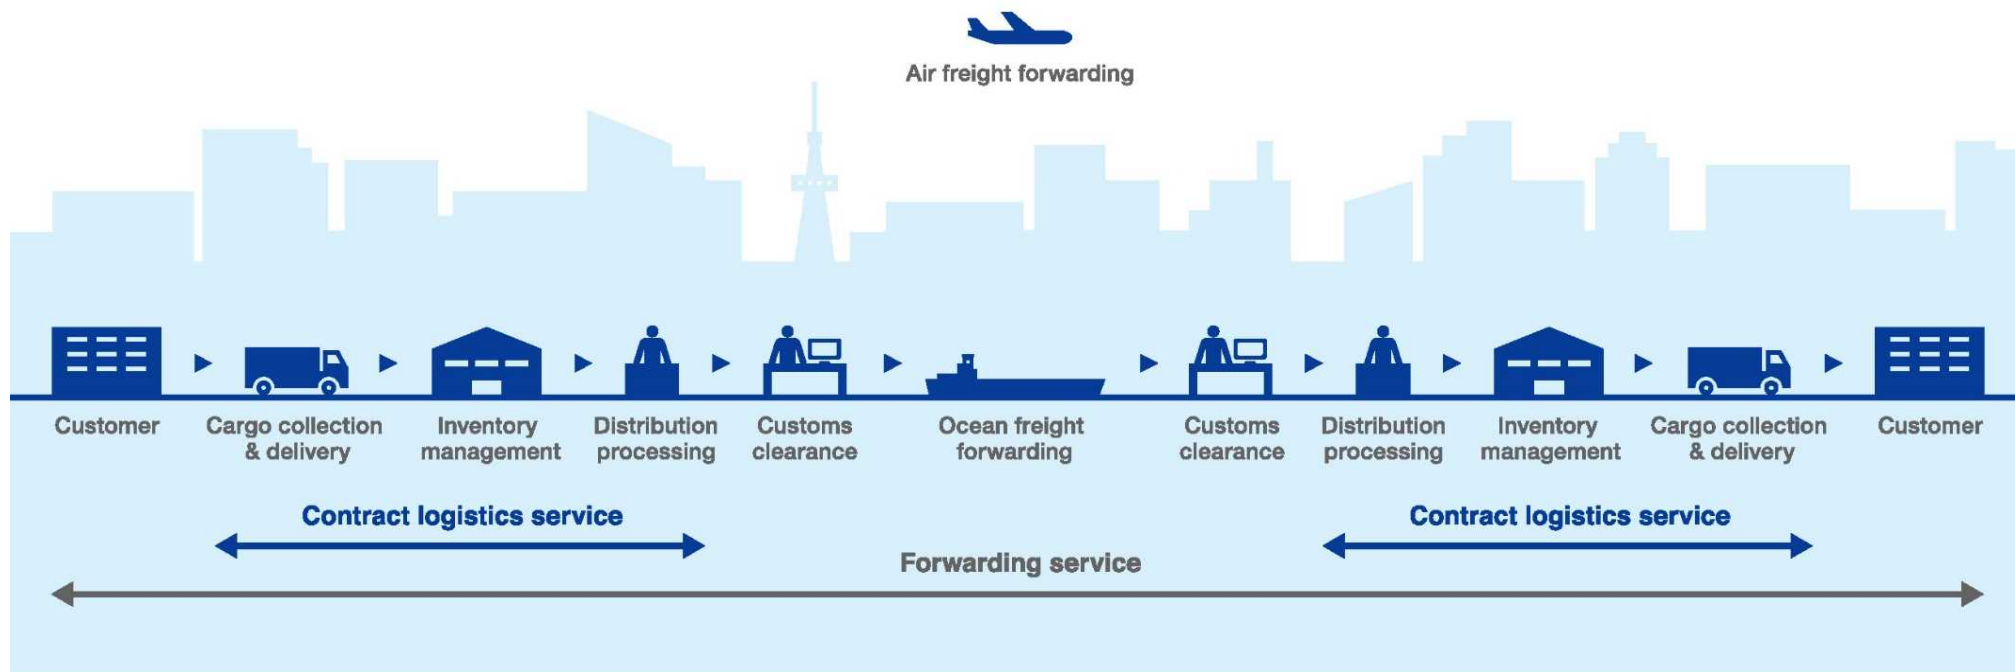 Air freight forwarding
Customer
Cargo collection
& delivery
Inventory
management
Distribution
processing
Customs
clearance
Ocean freight
forwarding
Customs
clearance
Distribution
processing
Inventory
management
Cargo collection
& delivery
Customer
Contract logistics service
Contract logistics service
Forwarding service